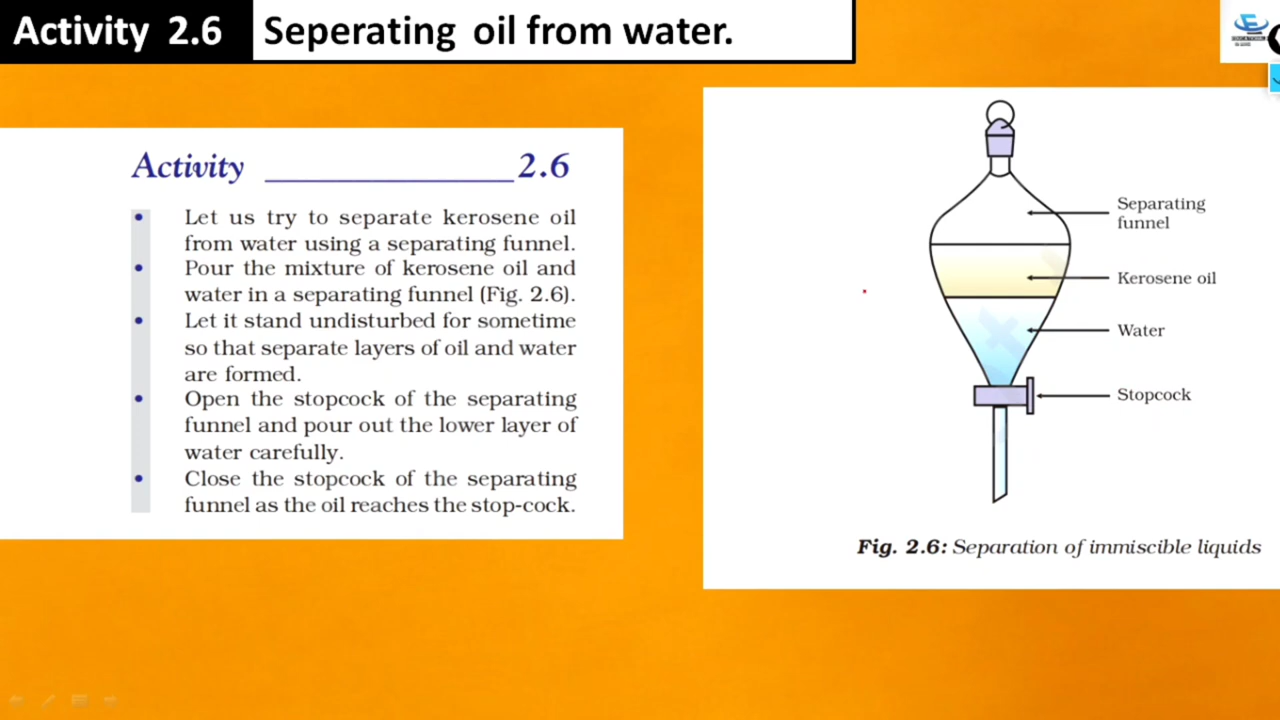 Activity 2.6
Seperating oil from water.
Activity ________________ 2.6
• Let us try to separate kerosene oil
from water using a separating funnel.
• Pour the mixture of kerosene oil and
water in a separating funnel (Fig. 2.6).
• Let it stand undisturbed for sometime
so that separate layers of oil and water
are formed.
• Open the stopcock of the separating
funnel and pour out the lower layer of
water carefully.
• Close the stopcock of the separating
funnel as the oil reaches the stop-cock.
Separating
funnel
Kerosene oil
Water
Stopcock
Fig. 2.6: Separation of immiscible liquids